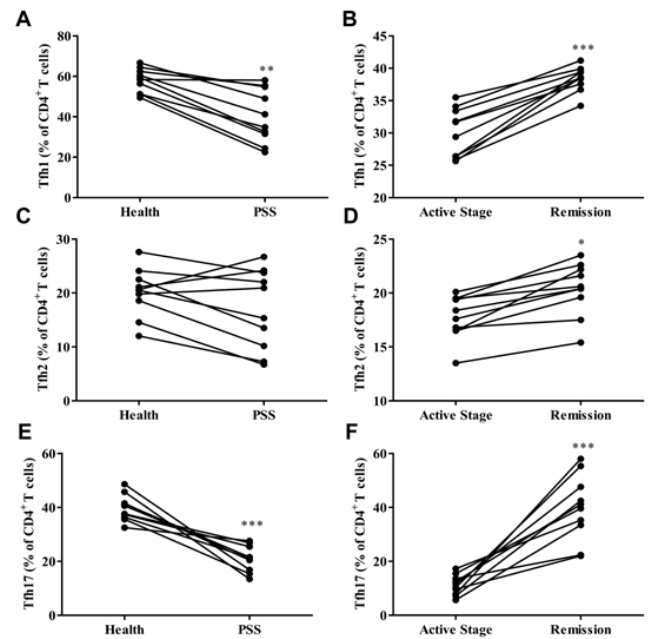 A
Tfh1 (% of CD4+ T cells)
80
60
40
20
0
**
Health
PSS
B
Tfh1 (% of CD4+ T cells)
45
40
35
30
25
20
***
Active Stage
Remission
C
Tfh2 (% of CD4+ T cells)
30
20
10
0
Health
PSS
D
Tfh2 (% of CD4+ T cells)
25
20
15
10
*
Active Stage
Remission
E
Tfh17 (% of CD4+ T cells)
60
40
20
0
***
Health
PSS
F
Tfh17 (% of CD4+ T cells)
60
40
20
0
***
Active Stage
Remission